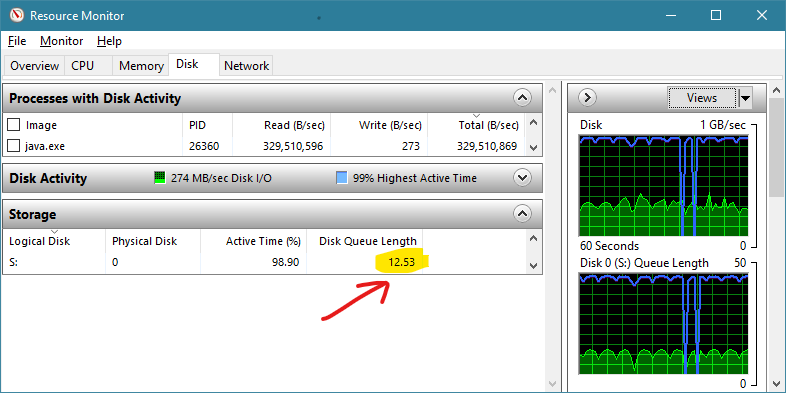 Resource Monitor
File Monitor Help
Overview CPU Memory Disk Network
Processes with Disk Activity
Image PID Read (B/sec) Write (B/sec) Total (B/sec)
java.exe 26360 329,510,596 273 329,510,869
Disk Activity 274 MB/sec Disk I/O 99% Highest Active Time
Storage
Logical Disk Physical Disk Active Time (%) Disk Queue Length
S: 0 98.90 12.53
Views
Disk 1 GB/sec
60 Seconds 0
Disk 0 (S:) Queue Length 50
0